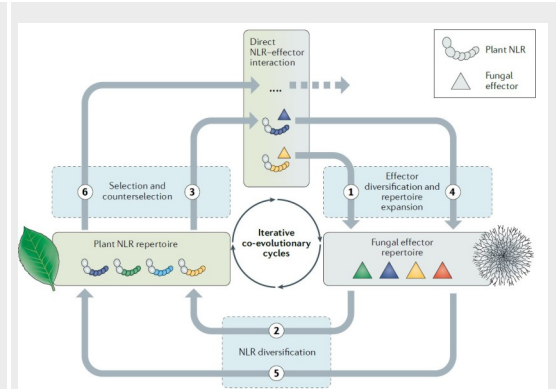 Direct
NLR–effector
interaction
....
Plant NLR
Fungal
effector
6
Selection and
counterselection
3
1
Effector
diversification and
repertoire
expansion
4
Plant NLR repertoire
Iterative
co-evolutionary
cycles
Fungal effector
repertoire
2
NLR diversification
5